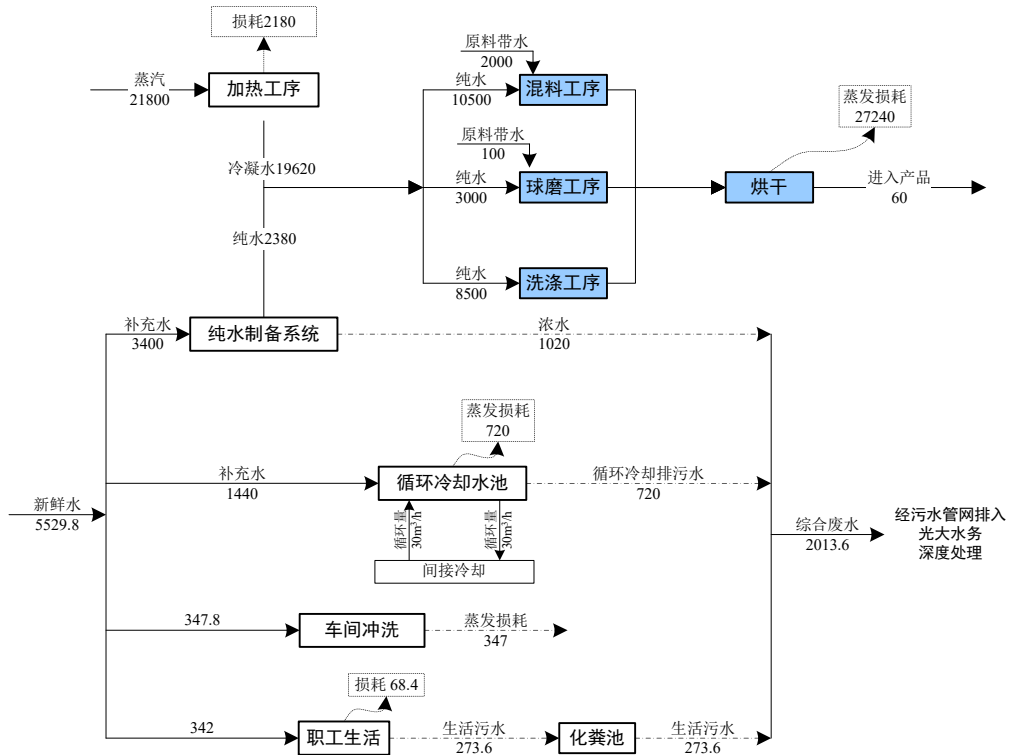 损耗2180
蒸汽
21800
加热工序
冷凝水19620
纯水2380
原料带水
2000
纯水
10500
混料工序
原料带水
100
纯水
3000
球磨工序
纯水
8500
洗涤工序
蒸发损耗
27240
烘干
进入产品
60
补充水
3400
纯水制备系统
浓水
1020
蒸发损耗
720
补充水
1440
循环冷却水池
循环冷却排污水
720
循环量
30m³/h
循环量
30m³/h
间接冷却
新鲜水
5529.8
综合废水
2013.6
经污水管网排入
光大水务
深度处理
347.8
车间冲洗
蒸发损耗
347
损耗 68.4
342
职工生活
生活污水
273.6
化粪池
生活污水
273.6